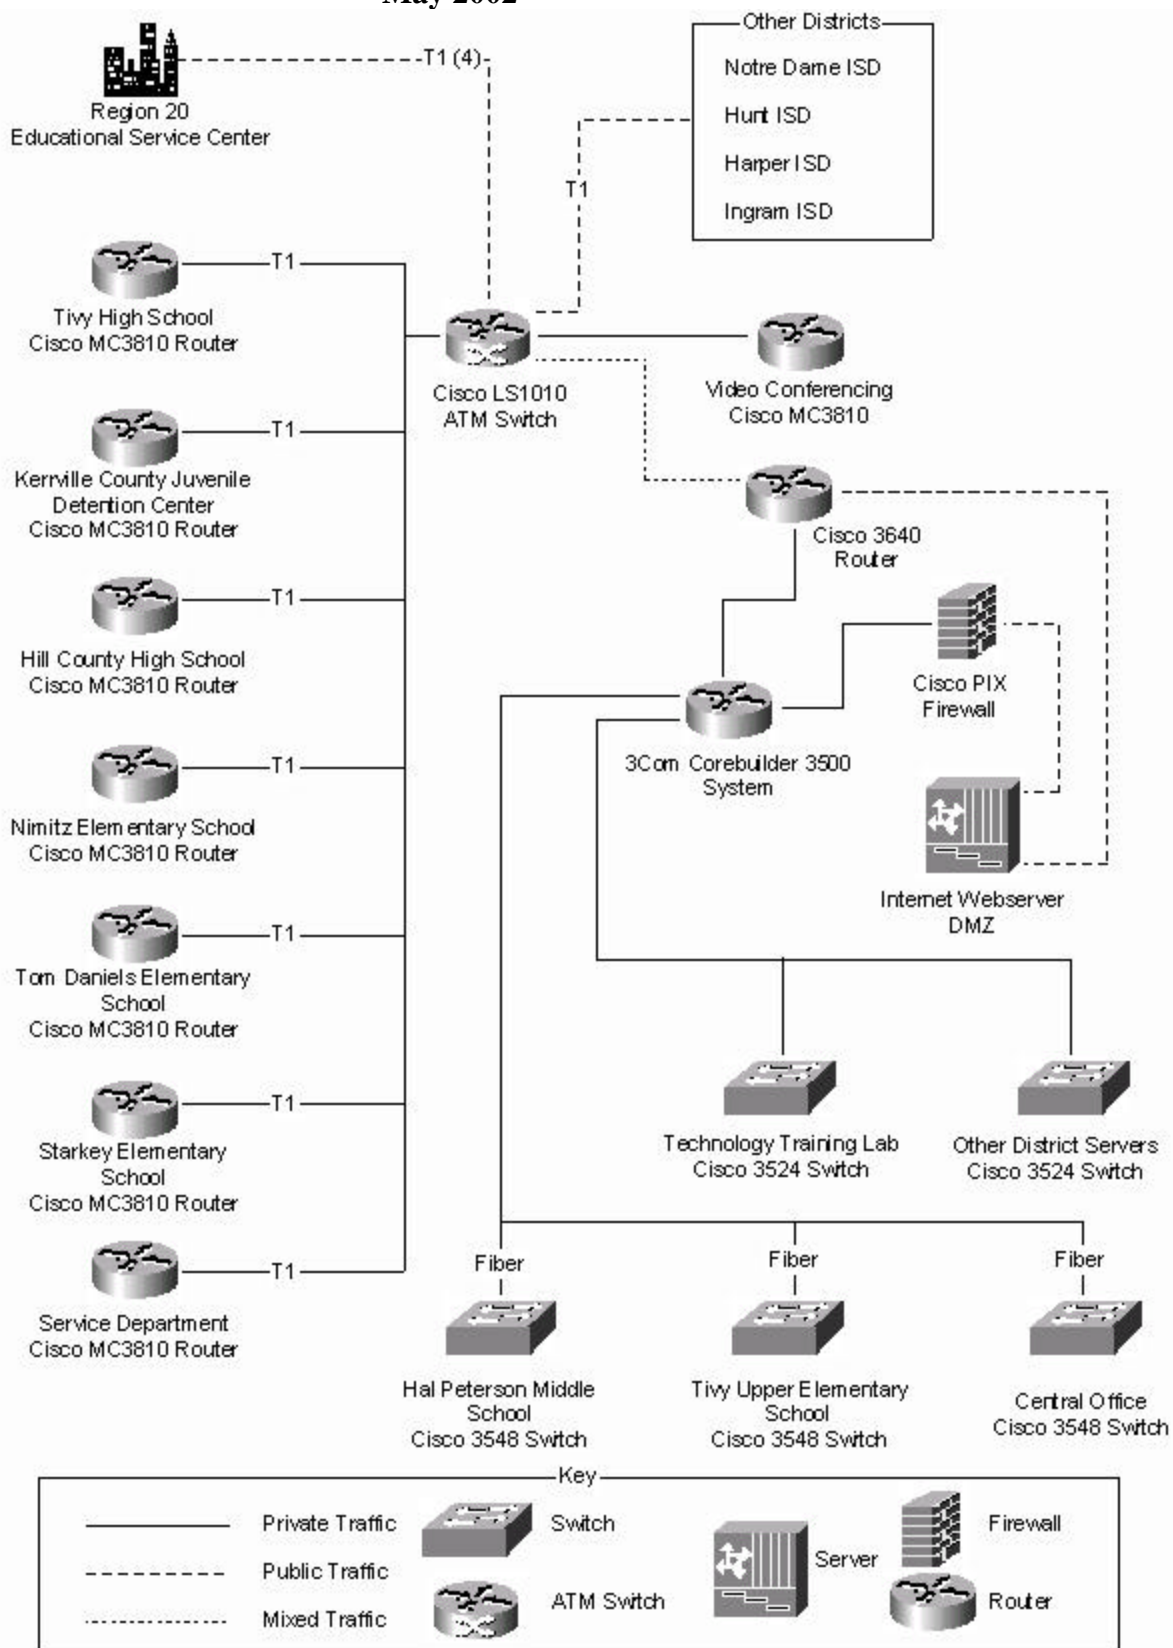 May 2002
Other Districts
Notre Dame ISD
Hunt ISD
Harper ISD
Ingram ISD
T1 (4)
Region 20
Educational Service Center
T1
T1
Tivy High School
Cisco MC3810 Router
Cisco LS1010
ATM Switch
Video Conferencing
Cisco MC3810
T1
Kerrville County Juvenile
Detention Center
Cisco MC3810 Router
Cisco 3640
Router
T1
Hill County High School
Cisco MC3810 Router
Cisco PIX
Firewall
3Com Corebuilder 3500
System
T1
Nimitz Elementary School
Cisco MC3810 Router
Internet Webserver
DMZ
T1
Tom Daniels Elementary
School
Cisco MC3810 Router
T1
Starkey Elementary
School
Cisco MC3810 Router
Technology Training Lab
Cisco 3524 Switch
Other District Servers
Cisco 3524 Switch
T1
Service Department
Cisco MC3810 Router
Fiber
Fiber
Fiber
Hal Peterson Middle
School
Cisco 3548 Switch
Tivy Upper Elementary
School
Cisco 3548 Switch
Central Office
Cisco 3548 Switch
Key
Private Traffic
Public Traffic
Mixed Traffic
Switch
ATM Switch
Server
Firewall
Router